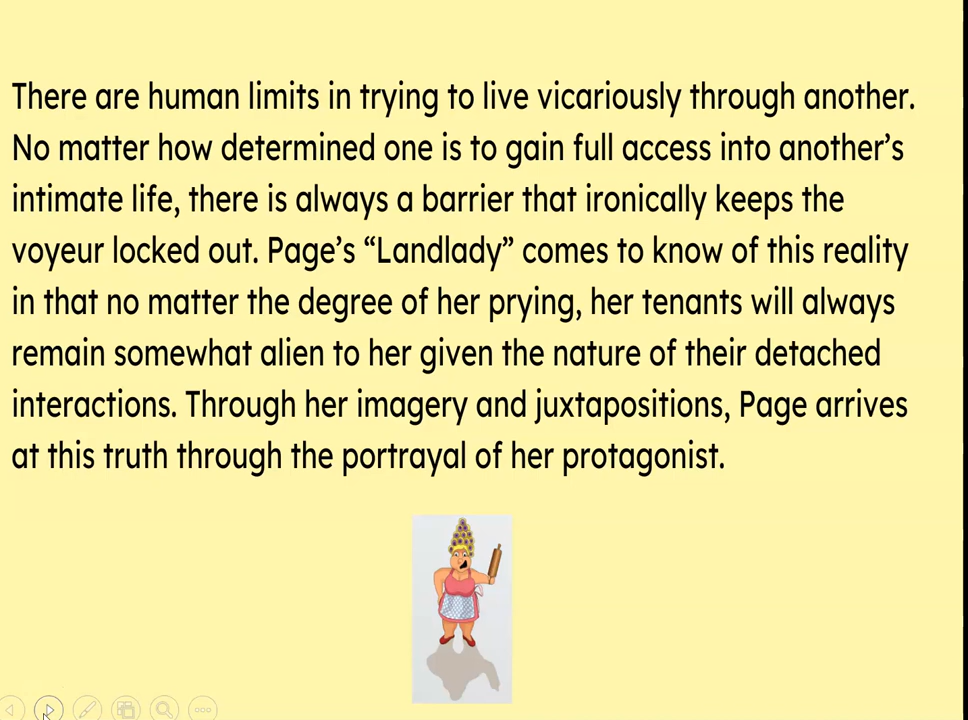 There are human limits in trying to live vicariously through another.
No matter how determined one is to gain full access into another’s
intimate life, there is always a barrier that ironically keeps the
voyeur locked out. Page’s “Landlady” comes to know of this reality
in that no matter the degree of her prying, her tenants will always
remain somewhat alien to her given the nature of their detached
interactions. Through her imagery and juxtapositions, Page arrives
at this truth through the portrayal of her protagonist.